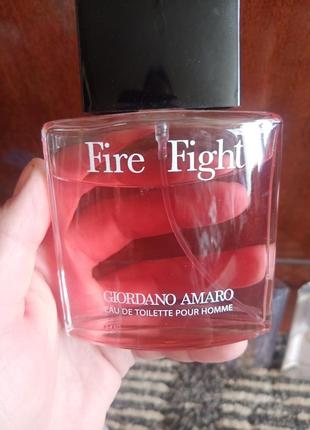 Fire Fight
GIORDANO AMARO
EAU DE TOILETTE POUR HOMME